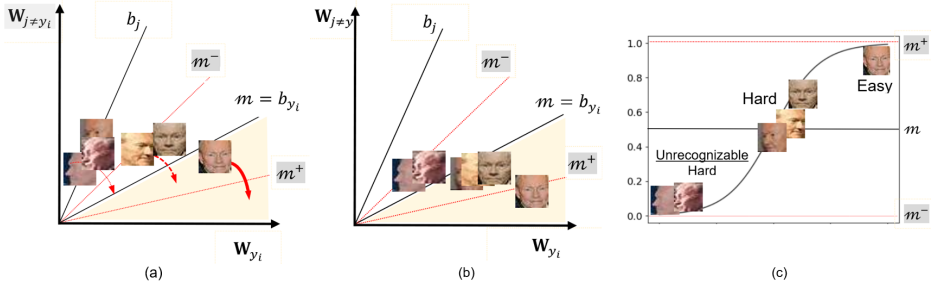 W_{j≠y_i}
b_j
m^-
m = b_{y_i}
m^+
W_{y_i}
(a)
W_{j≠y}
b_j
m^-
m = b_{y_i}
m^+
W_{y_i}
(b)
1.0
0.8
0.6
0.4
0.2
0.0
Hard
Easy
Unrecognizable
Hard
m^+
m
m^-
(c)